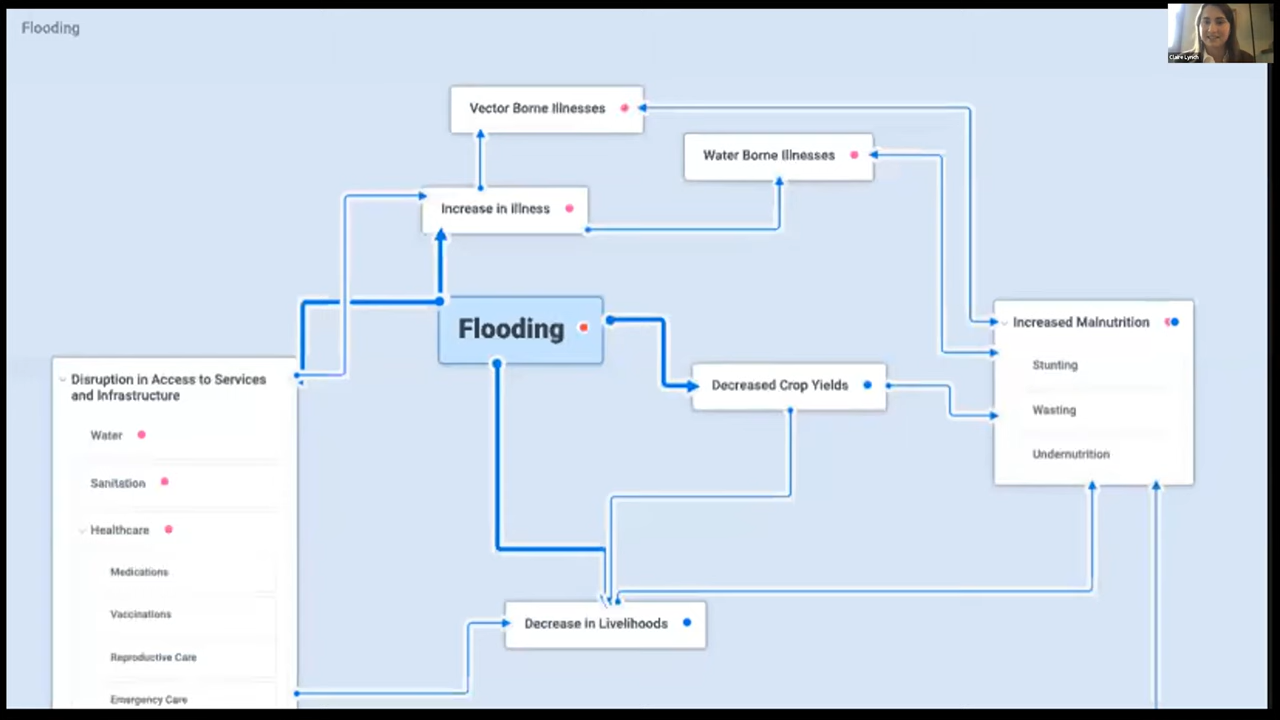 Flooding
Claire Lynch
Vector Borne Illnesses
Water Borne Illnesses
Increase in Illness
Flooding
Increased Malnutrition
Stunting
Wasting
Undernutrition
Decreased Crop Yields
Disruption in Access to Services
and Infrastructure
Water
Sanitation
Healthcare
Medications
Vaccinations
Reproductive Care
Emergency Care
Decrease in Livelihoods